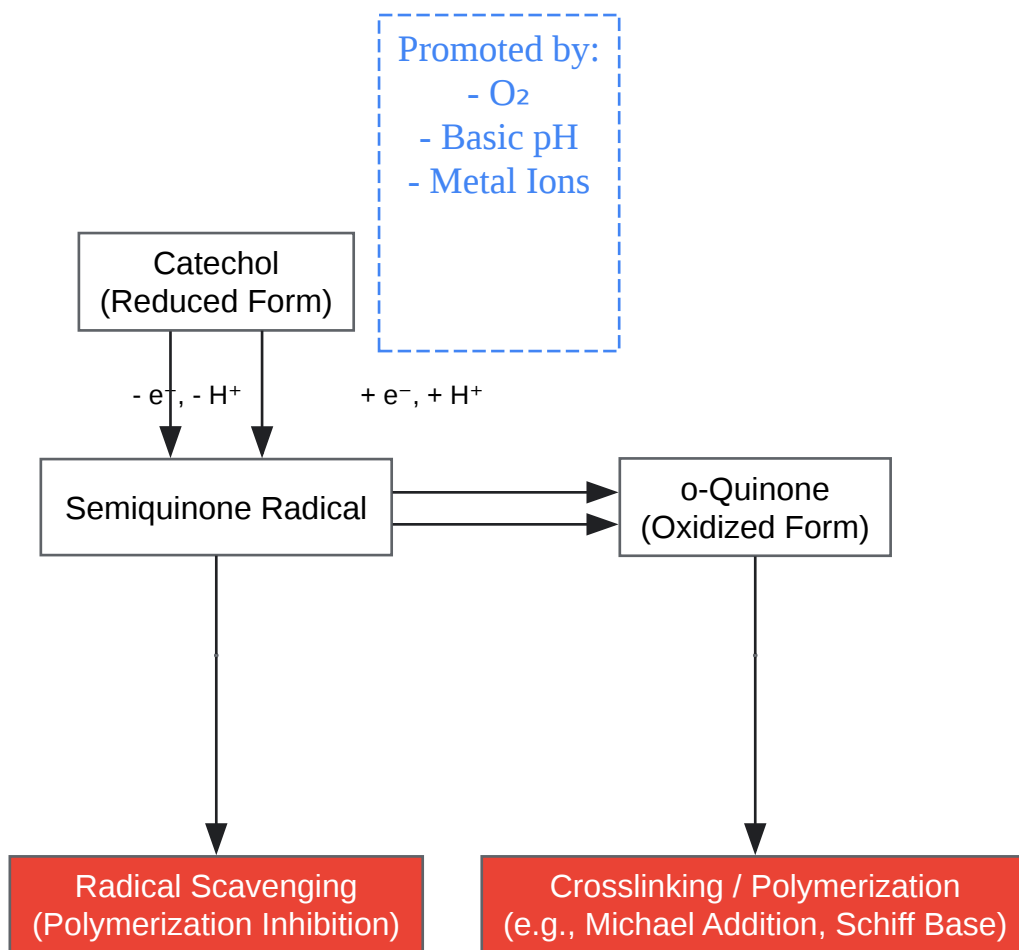 Promoted by:
- O₂
- Basic pH
- Metal Ions
Catechol
(Reduced Form)
- e⁻, - H⁺
+ e⁻, + H⁺
Semiquinone Radical
o-Quinone
(Oxidized Form)
Radical Scavenging
(Polymerization Inhibition)
Crosslinking / Polymerization
(e.g., Michael Addition, Schiff Base)